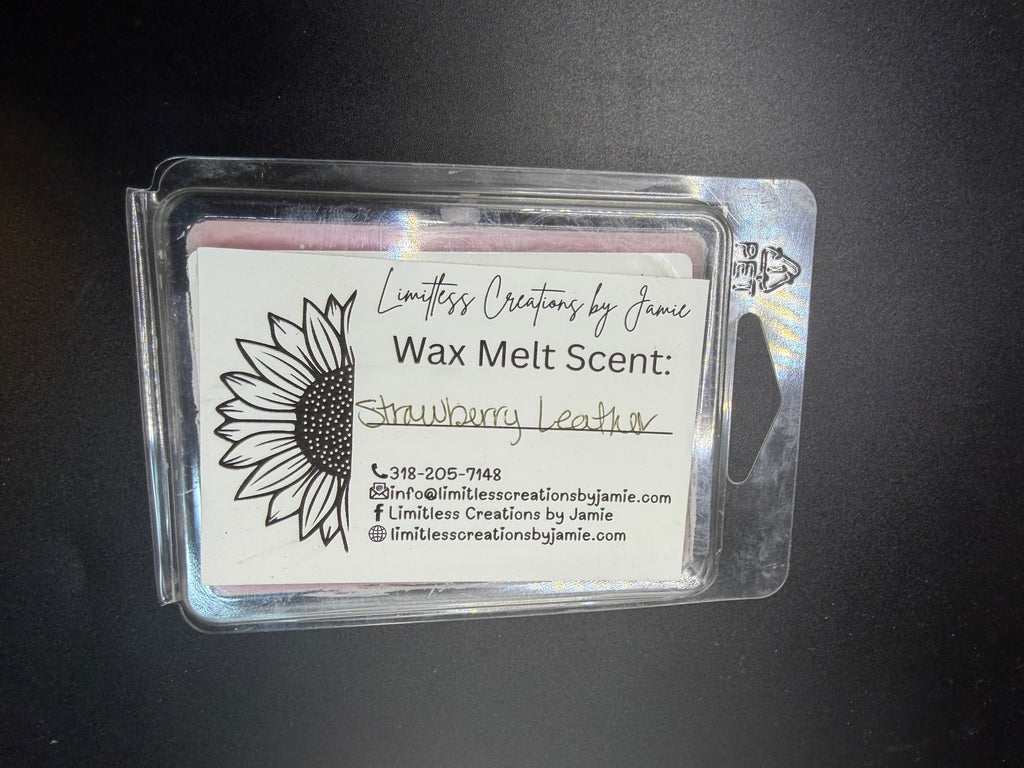 Limitless Creations by Jamie
Wax Melt Scent:
Strawberry Leather
318-205-7148
info@limitlesscreationsbyjamie.com
f Limitless Creations by Jamie
limitlesscreationsbyjamie.com
1
PET